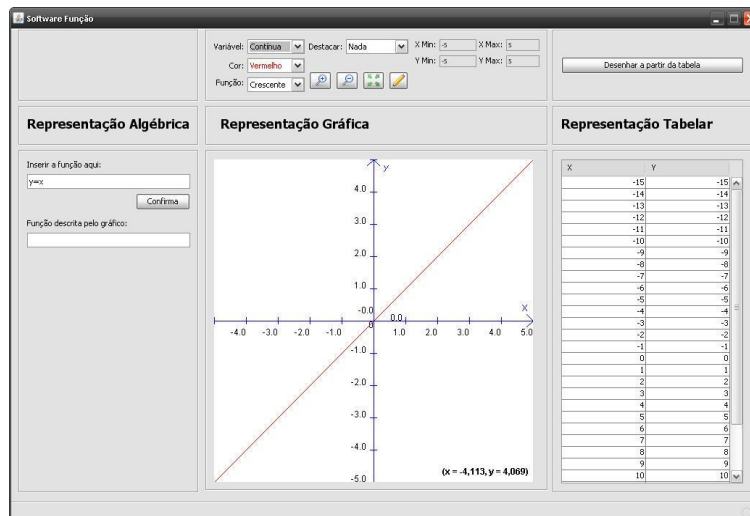 Software Função
Variável: Contínua Destacar: Nada X Min: -5 X Max: 5
Cor: Vermelho Y Min: -5 Y Max: 5
Função: Crescente
Desenhar a partir da tabela
Representação Algébrica
Representação Gráfica
Representação Tabelar
Inserir a função aqui:
y=x
Confirma
Função descrita pelo gráfico:
y
4.0
3.0
2.0
1.0
-0.0
X
0 0.0
-4.0 -3.0 -2.0 -1.0 1.0 2.0 3.0 4.0 5.0
-1.0
-2.0
-3.0
-4.0
-5.0
(x = -4,113, y = 4,069)
X Y
-15 -15
-14 -14
-13 -13
-12 -12
-11 -11
-10 -10
-9 -9
-8 -8
-7 -7
-6 -6
-5 -5
-4 -4
-3 -3
-2 -2
-1 -1
0 0
1 1
2 2
3 3
4 4
5 5
6 6
7 7
8 8
9 9
10 10